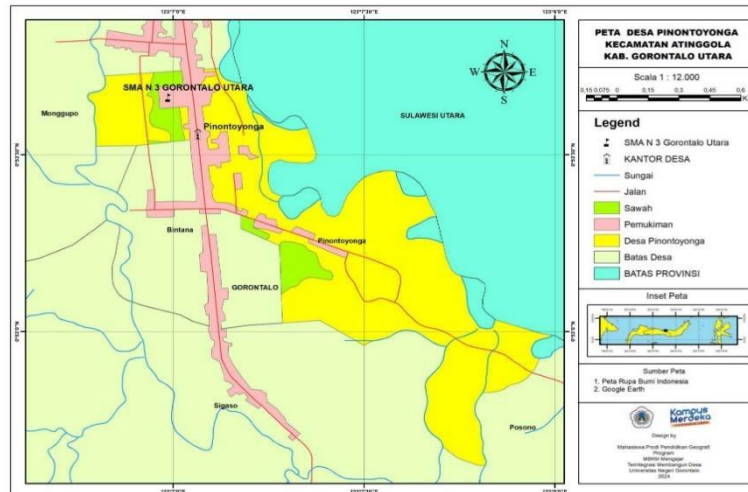 PETA DESA PINONTOYONGA
KECAMATAN ATINGGOLA
KAB. GORONTALO UTARA
Scala 1 : 12.000
0,15 0,075 0 0,15 0,3 0,45 0,6
Legend
SMA N 3 Gorontalo Utara
KANTOR DESA
Sungai
Jalan
Sawah
Pemukiman
Desa Pinontoyonga
Batas Desa
BATAS PROVINSI
Inset Peta
Sumber Peta
1. Peta Rupa Bumi Indonesia
2. Google Earth
Kampus
Merdeka
Design by
Mahasiswa Prodi Pendidikan Geografi
Program
MBKM Mengajar
Terintegrasi Membangun Desa
Universitas Negeri Gorontalo
2024
N
W E
S
SMA N 3 GORONTALO UTARA
Monggupo
Pinontoyonga
SULAWESI UTARA
Bintana
Pinontoyonga
GORONTALO
Sigaso
Posono